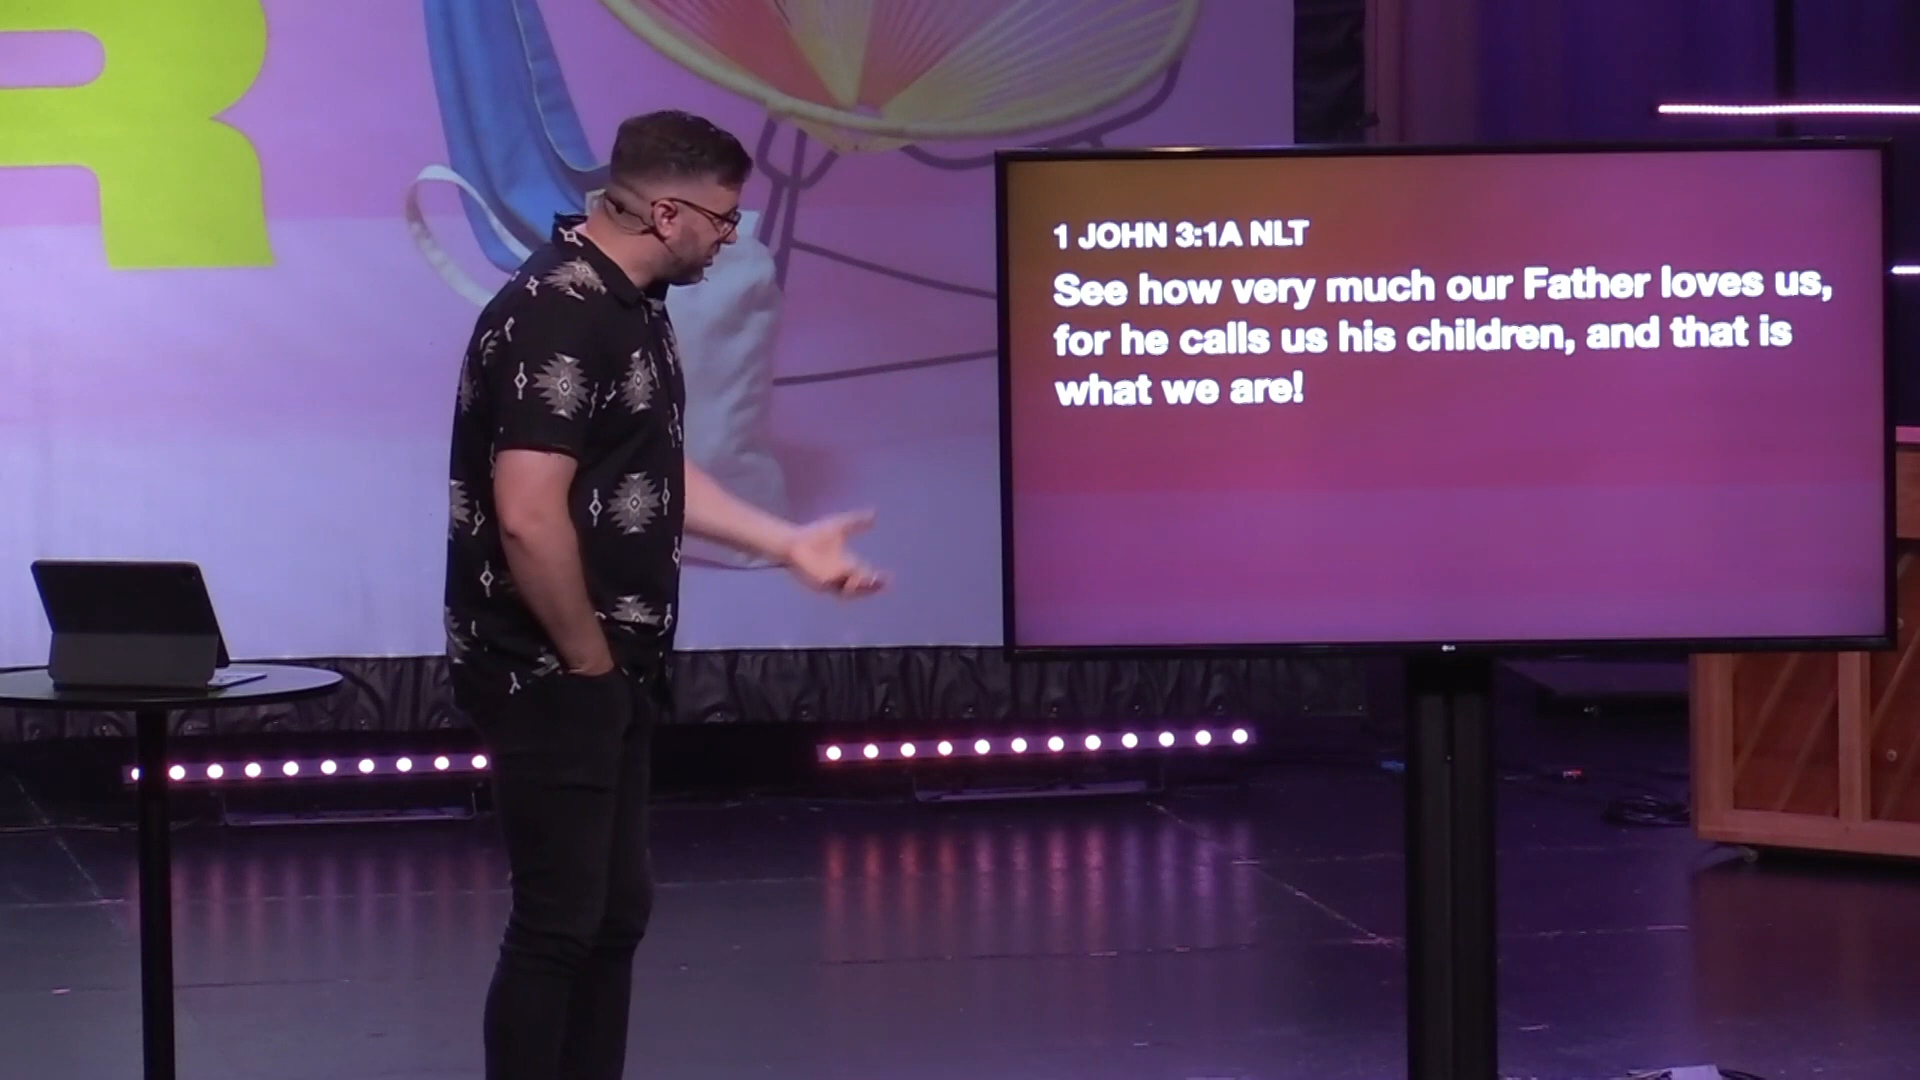 R
1 JOHN 3:1A NLT
See how very much our Father loves us,
for he calls us his children, and that is
what we are!